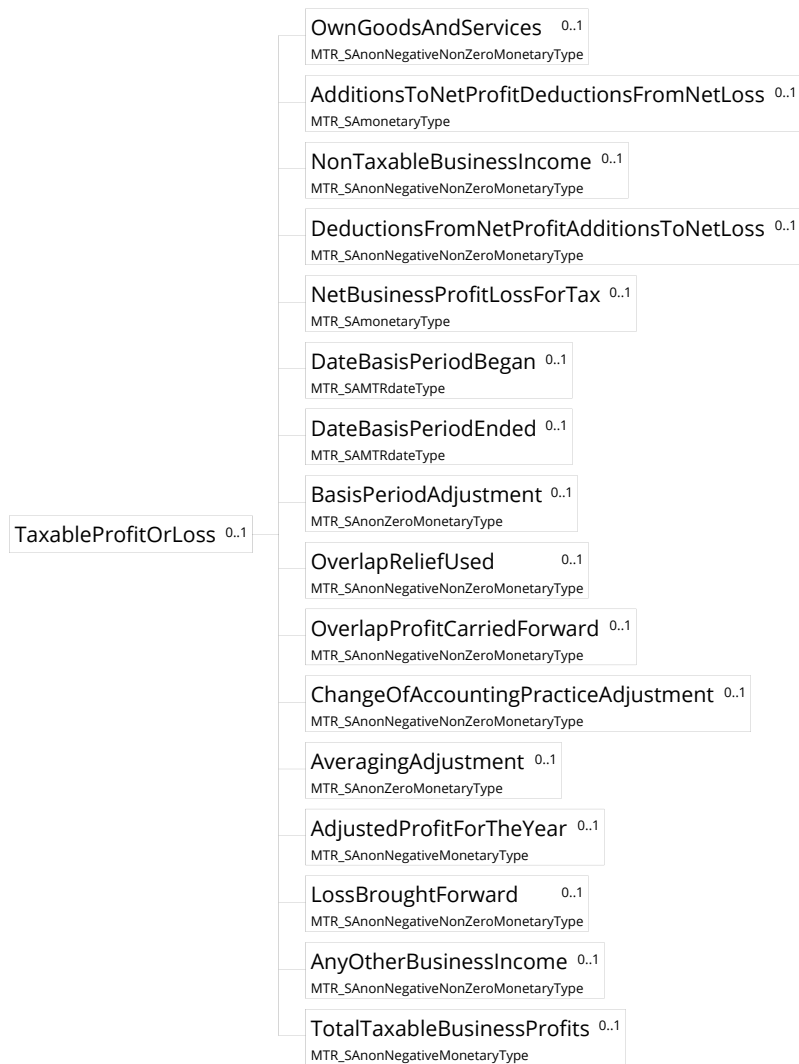 OwnGoodsAndServices 0..1
MTR_SAnonNegativeNonZeroMonetaryType
AdditionsToNetProfitDeductionsFromNetLoss 0..1
MTR_SAmonetaryType
NonTaxableBusinessIncome 0..1
MTR_SAnonNegativeNonZeroMonetaryType
DeductionsFromNetProfitAdditionsToNetLoss 0..1
MTR_SAnonNegativeNonZeroMonetaryType
NetBusinessProfitLossForTax 0..1
MTR_SAmonetaryType
DateBasisPeriodBegan 0..1
MTR_SAMTRdateType
DateBasisPeriodEnded 0..1
MTR_SAMTRdateType
BasisPeriodAdjustment 0..1
MTR_SAnonZeroMonetaryType
TaxableProfitOrLoss 0..1
OverlapReliefUsed 0..1
MTR_SAnonNegativeNonZeroMonetaryType
OverlapProfitCarriedForward 0..1
MTR_SAnonNegativeNonZeroMonetaryType
ChangeOfAccountingPracticeAdjustment 0..1
MTR_SAnonNegativeNonZeroMonetaryType
AveragingAdjustment 0..1
MTR_SAnonZeroMonetaryType
AdjustedProfitForTheYear 0..1
MTR_SAnonNegativeMonetaryType
LossBroughtForward 0..1
MTR_SAnonNegativeNonZeroMonetaryType
AnyOtherBusinessIncome 0..1
MTR_SAnonNegativeNonZeroMonetaryType
TotalTaxableBusinessProfits 0..1
MTR_SAnonNegativeMonetaryType